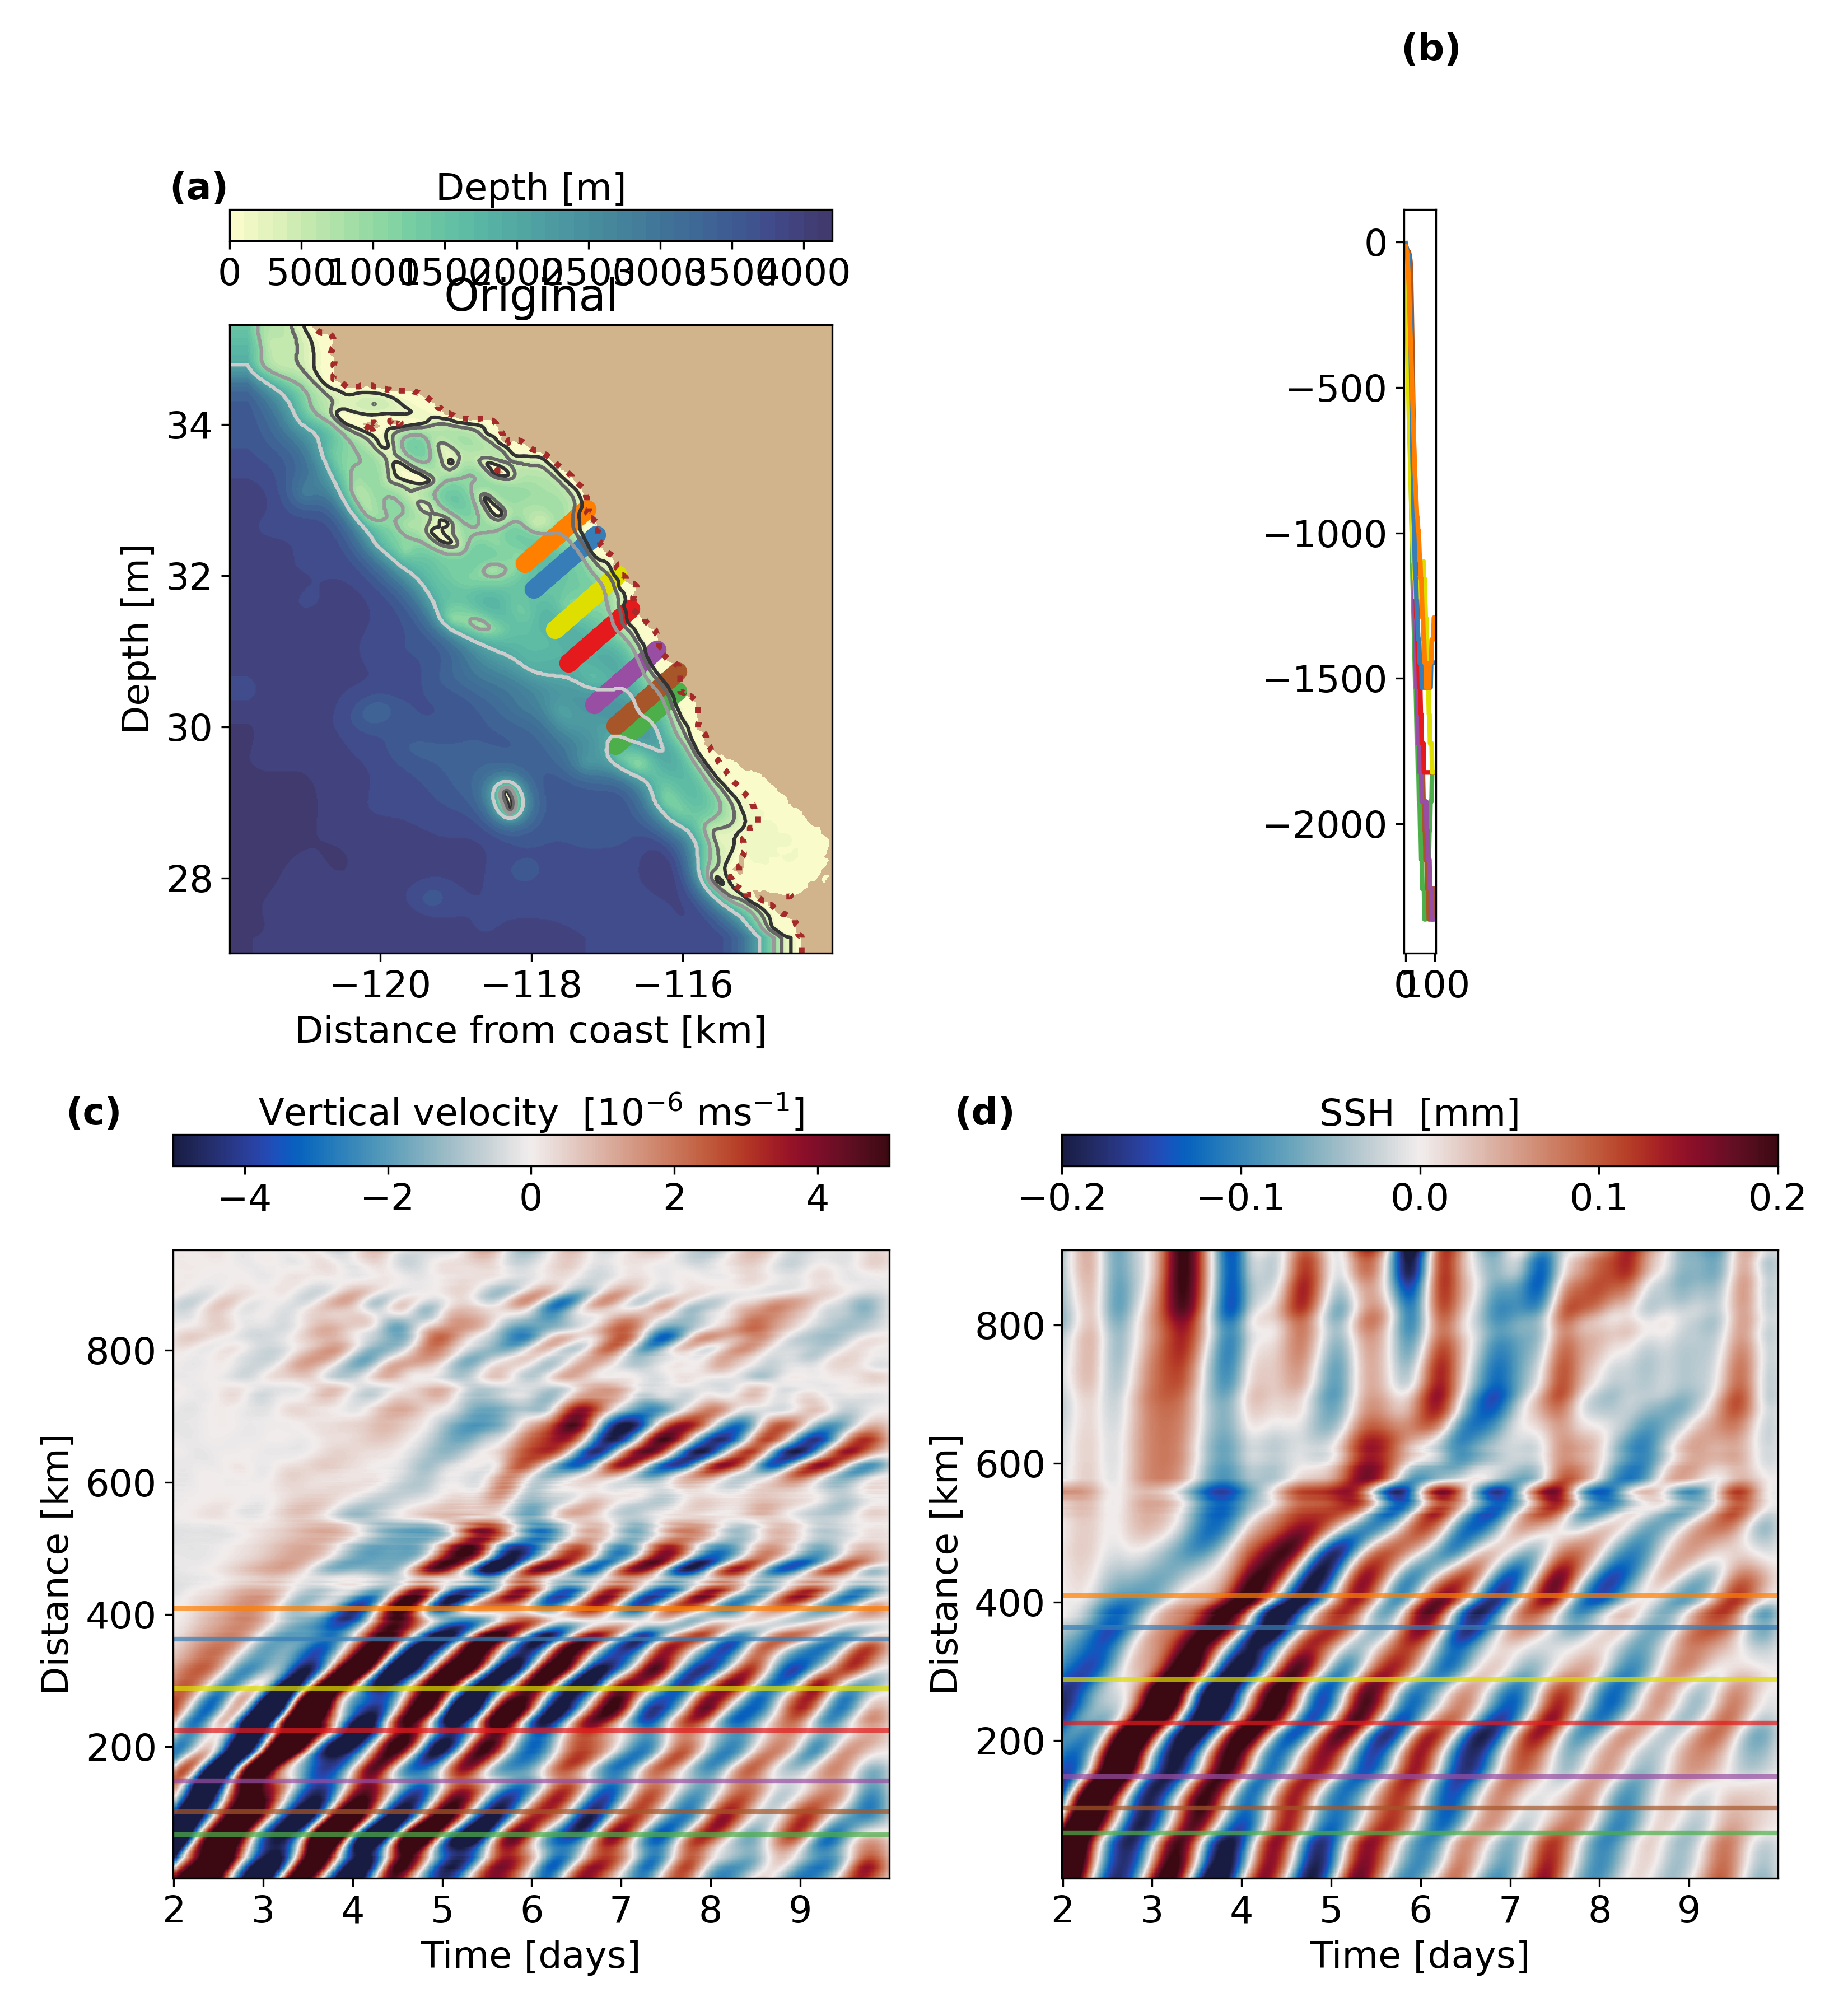 (b)
(a) Depth [m]
0 500 1000 1500 2000 2500 3000 3500 4000
Original
34
32
30
28
Depth [m]
−120 −118 −116
Distance from coast [km]
0
−500
−1000
−1500
−2000
0 100
(c) Vertical velocity [10⁻⁶ ms⁻¹]
−4 −2 0 2 4
800
600
400
200
Distance [km]
2 3 4 5 6 7 8 9
Time [days]
(d) SSH [mm]
−0.2 −0.1 0.0 0.1 0.2
800
600
400
200
Distance [km]
2 3 4 5 6 7 8 9
Time [days]